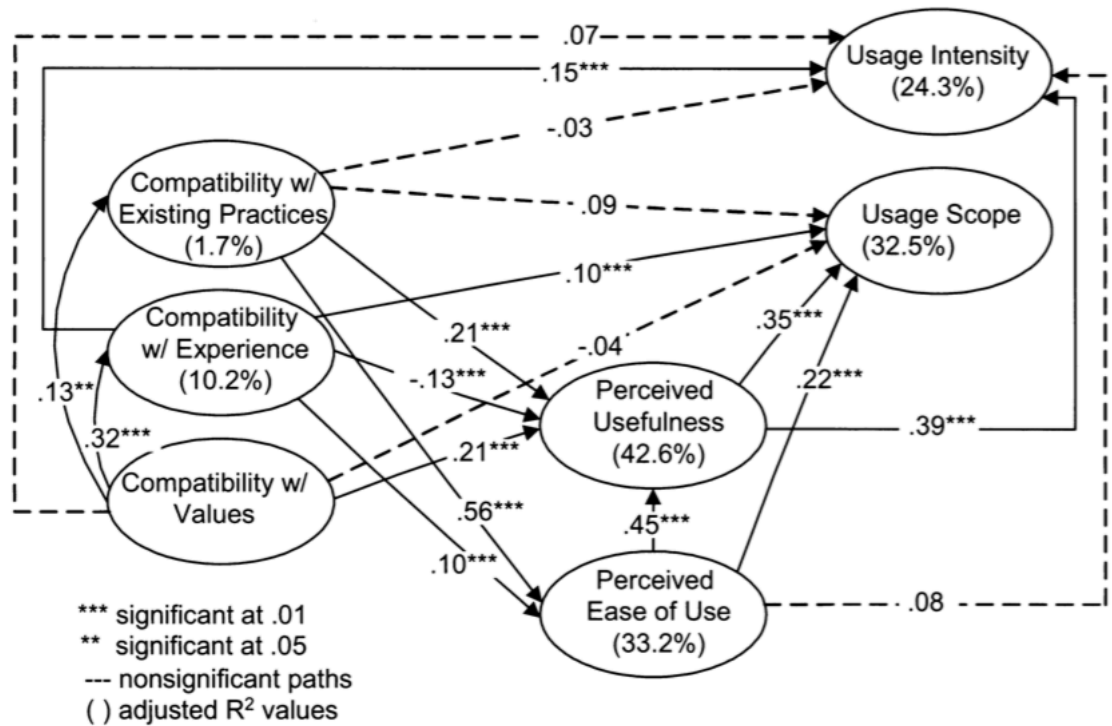 .07
Usage Intensity
(24.3%)
.15***
-.03
Compatibility w/
Existing Practices
(1.7%)
.09
Usage Scope
(32.5%)
.10***
Compatibility
w/ Experience
(10.2%)
.21***
.35***
-.04
-.13***
.13**
.22***
Perceived
Usefulness
(42.6%)
.39***
.32***
.21***
Compatibility w/
Values
.56***
.45***
.10***
Perceived
Ease of Use
(33.2%)
.08
*** significant at .01
** significant at .05
--- nonsignificant paths
( ) adjusted R² values